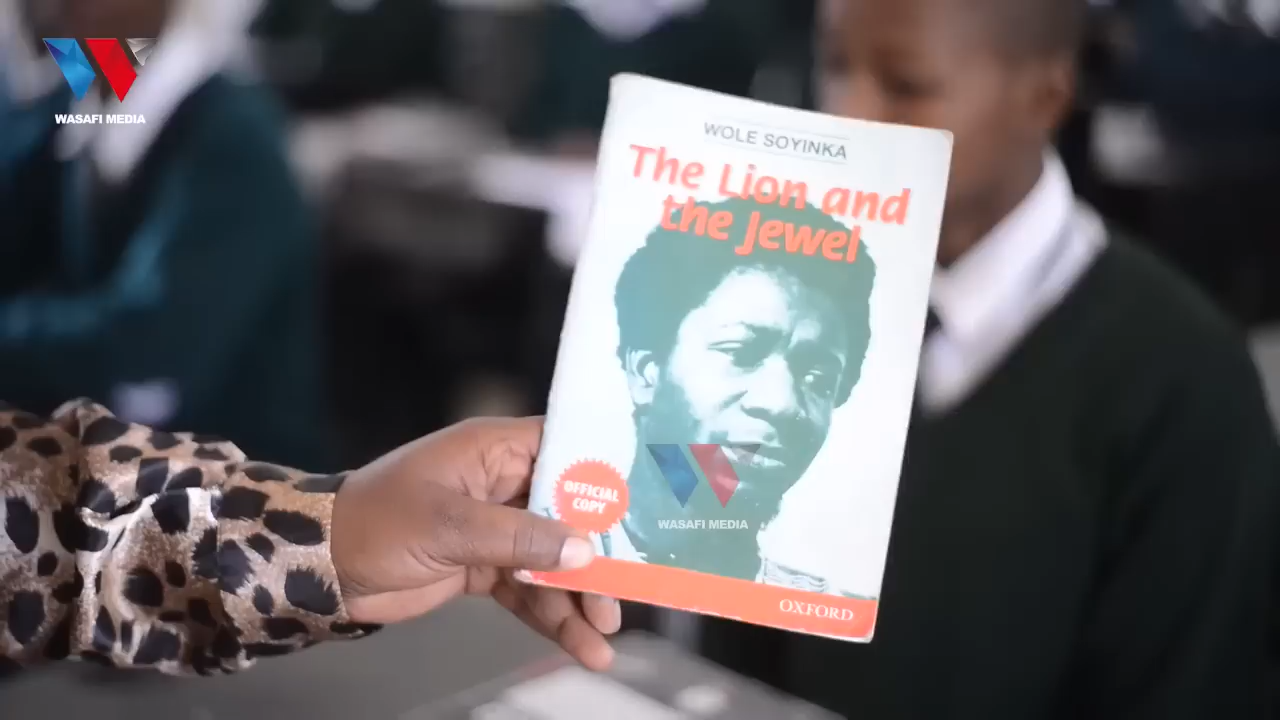 WASAFI MEDIA
WOLE SOYINKA
The Lion and
the Jewel
OFFICIAL
COPY
WASAFI MEDIA
OXFORD